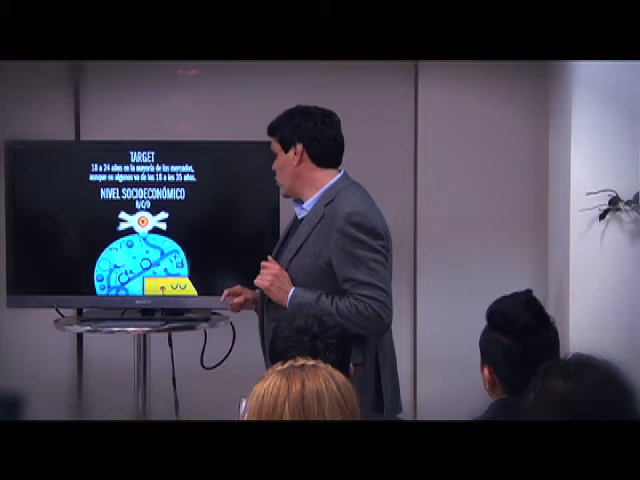 TARGET
18 a 24 años en la mayoría de los mercados,
aunque en algunos va de los 18 a los 35 años.
NIVEL SOCIOECONÓMICO
B/C/D
SONY